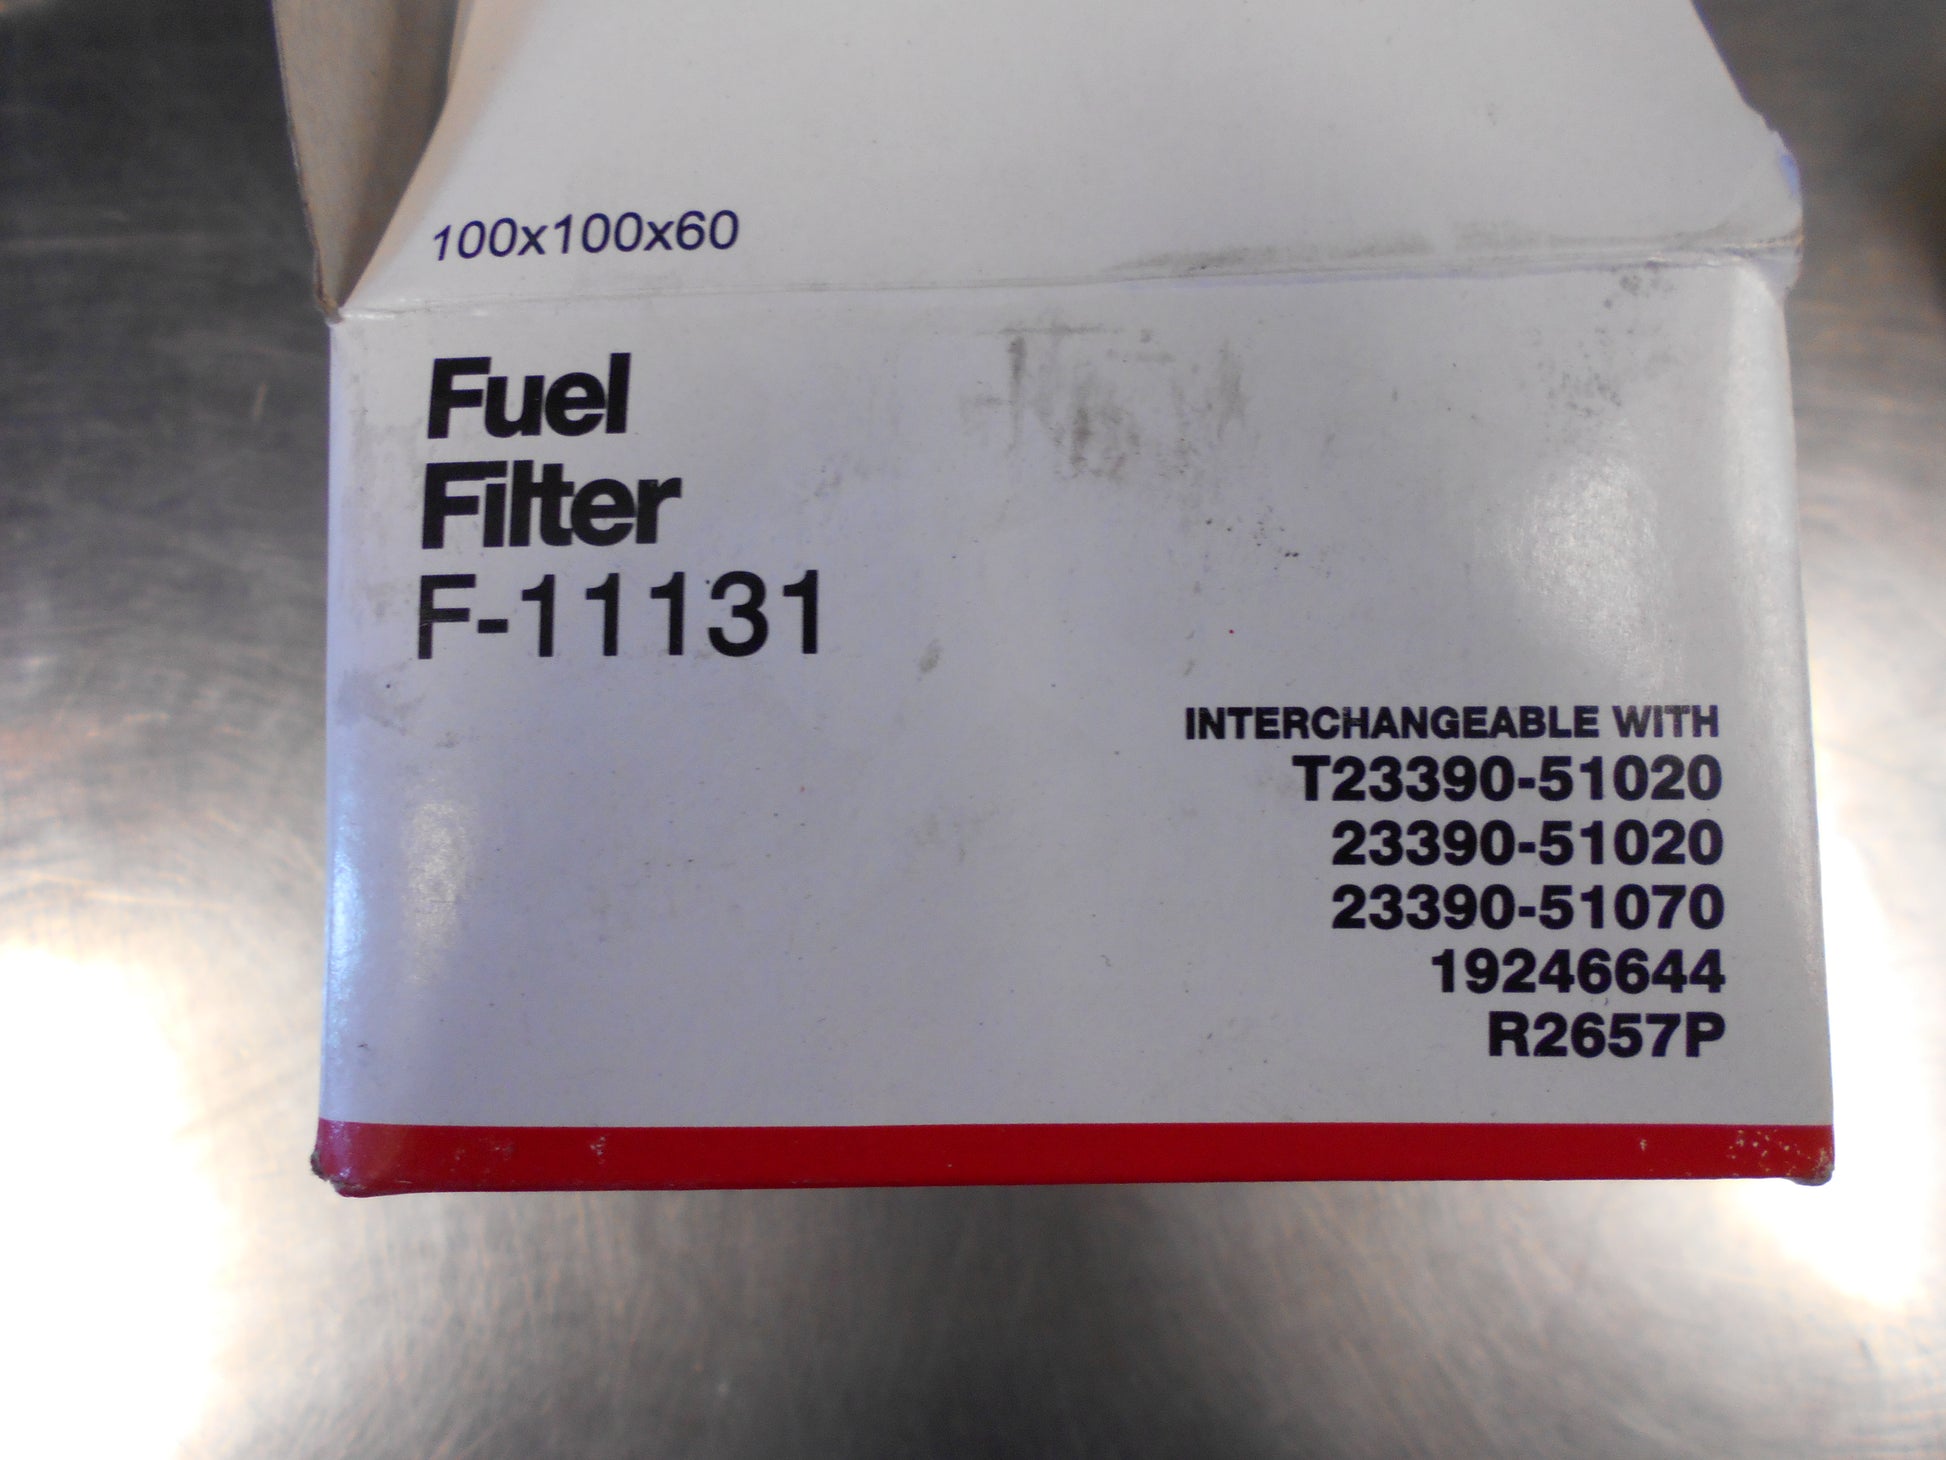 100x100x60
Fuel
Filter
F-11131
INTERCHANGEABLE WITH
T23390-51020
23390-51020
23390-51070
19246644
R2657P